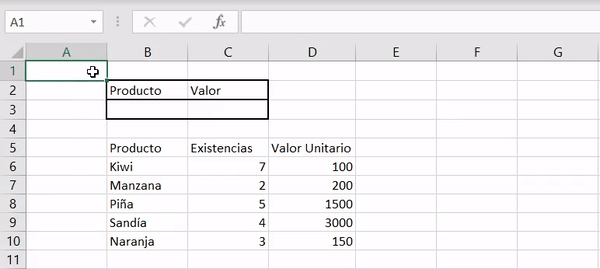 A1 fx
A B C D E F G
1
2 Producto Valor
3
4
5 Producto Existencias Valor Unitario
6 Kiwi 7 100
7 Manzana 2 200
8 Piña 5 1500
9 Sandía 4 3000
10 Naranja 3 150
11